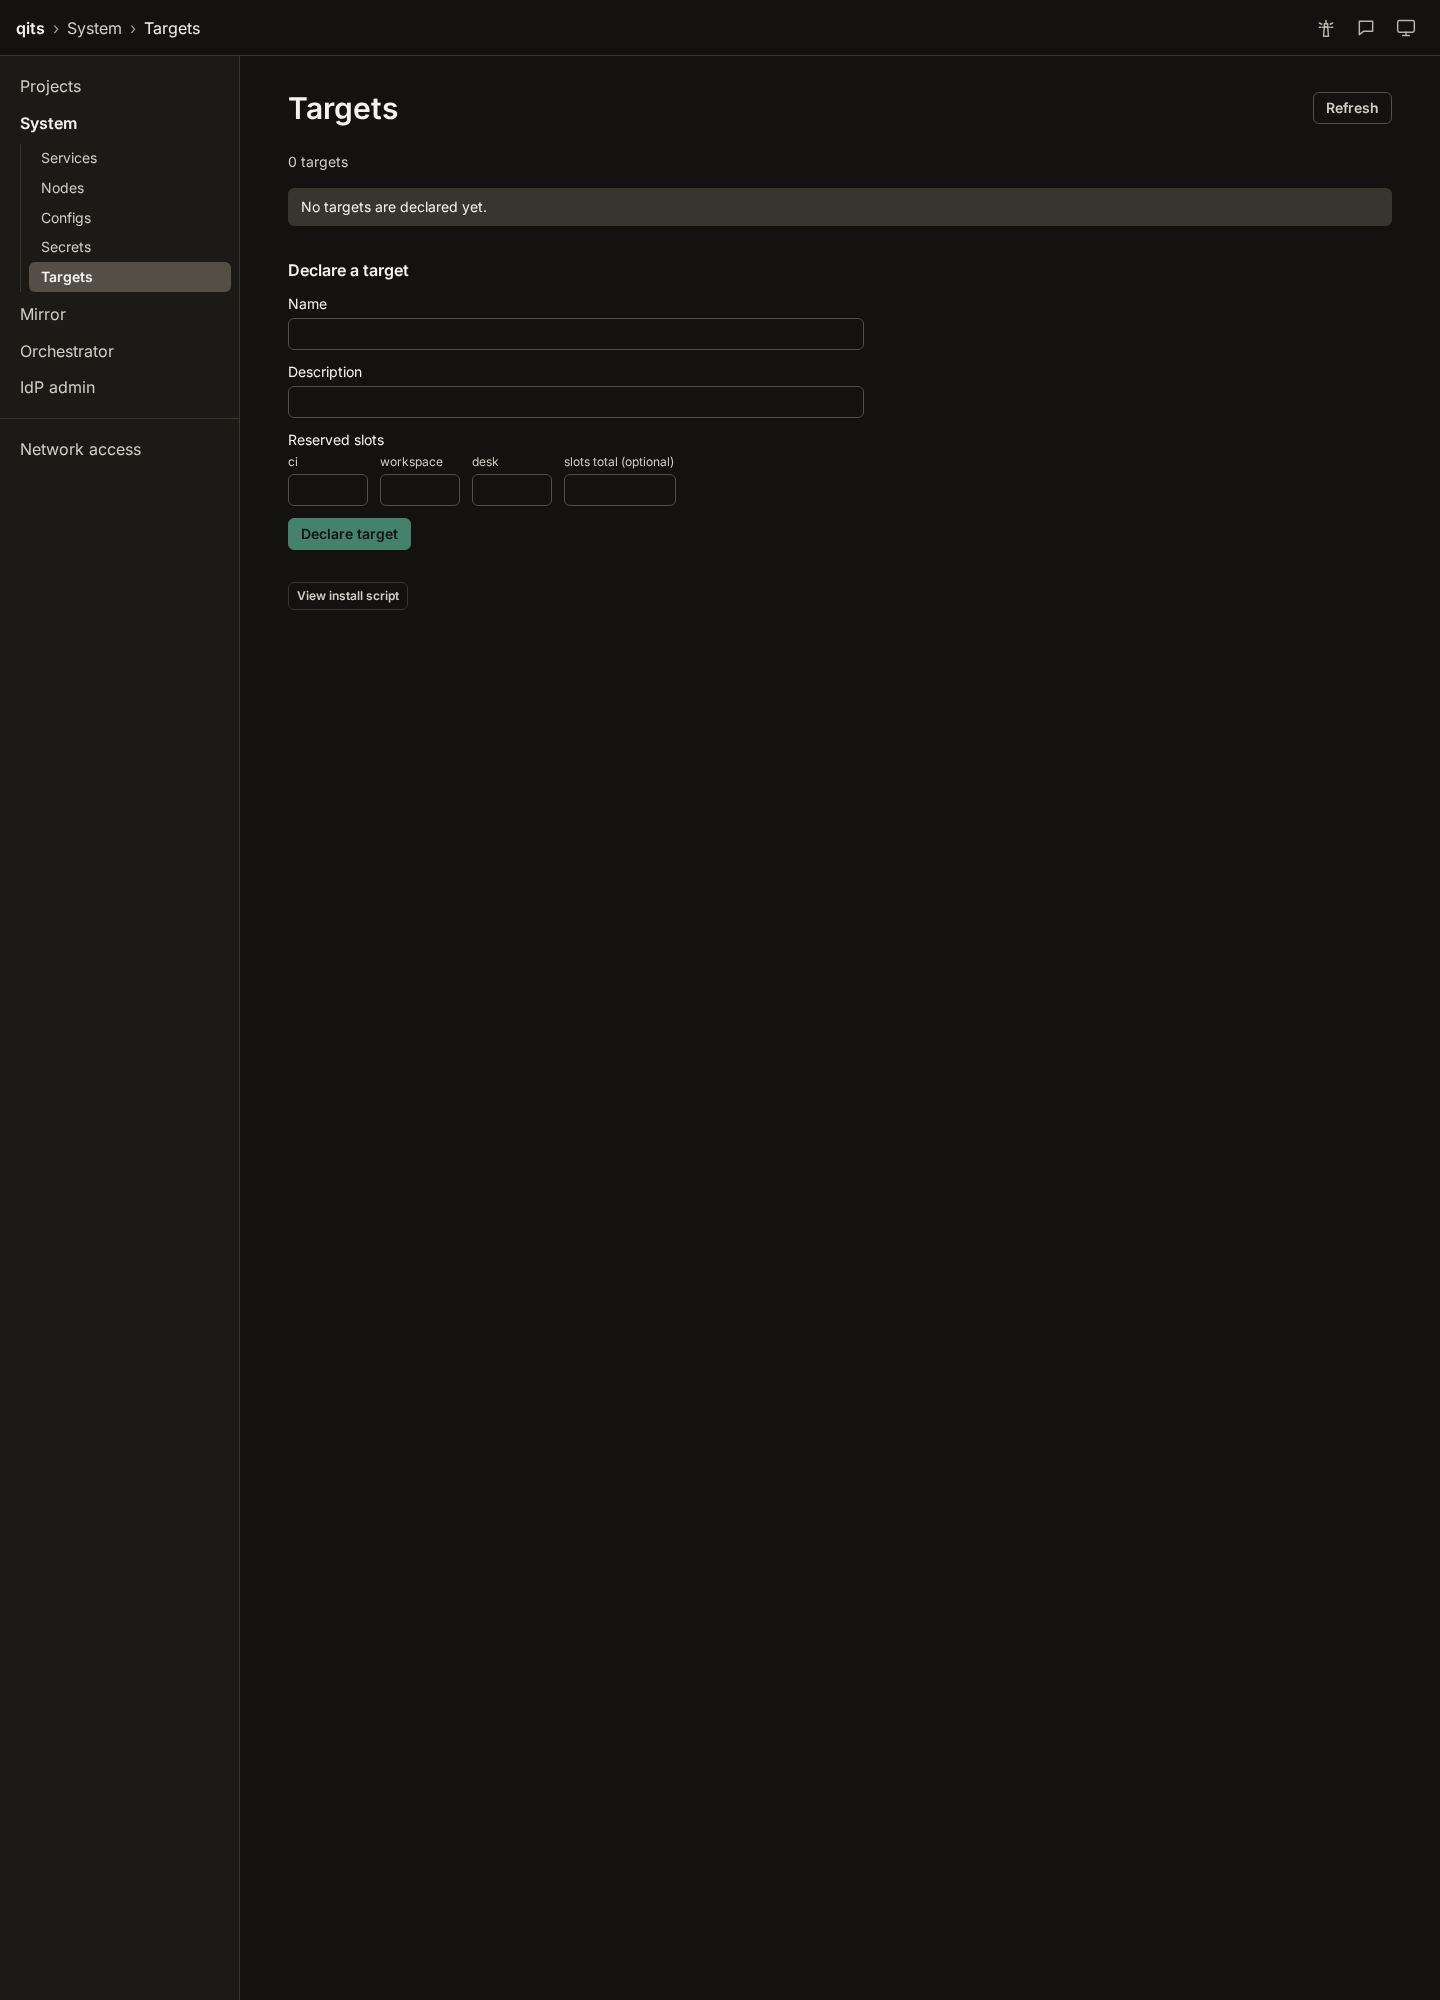 qits › System › Targets
Projects
System
Services
Nodes
Configs
Secrets
Targets
Mirror
Orchestrator
IdP admin
Network access
Targets
Refresh
0 targets
No targets are declared yet.
Declare a target
Name
Description
Reserved slots
ci workspace desk slots total (optional)
Declare target
View install script